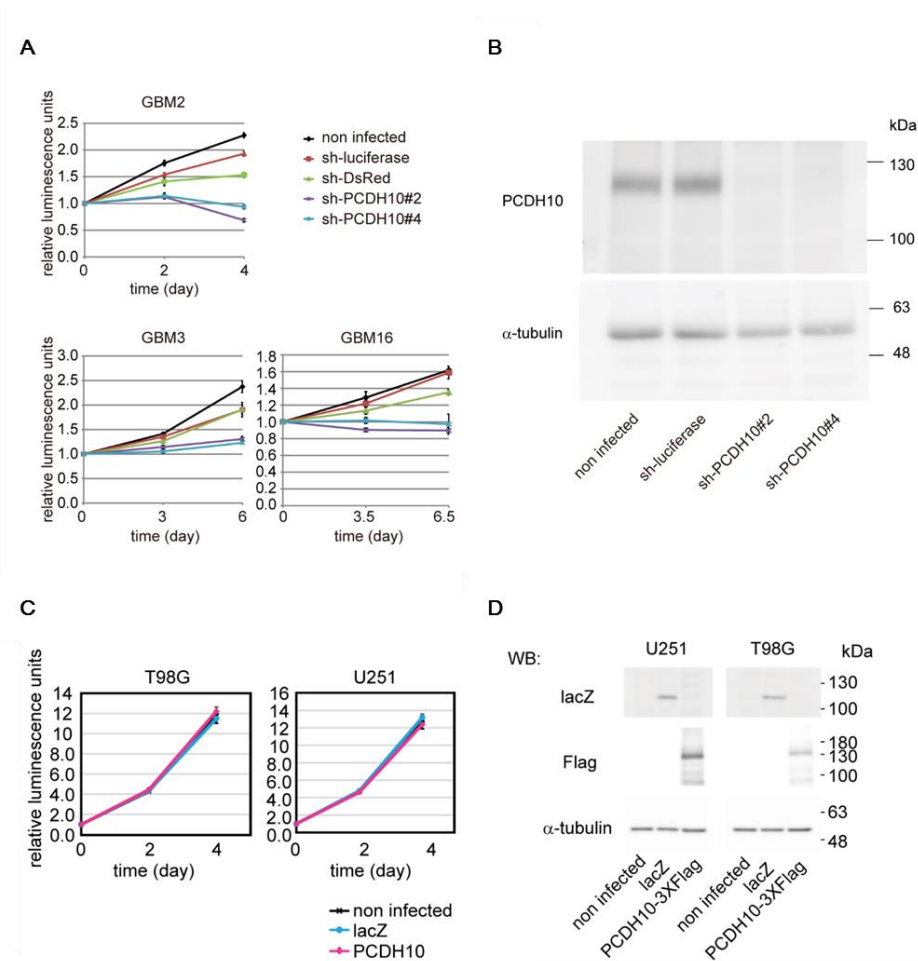 A
GBM2
relative luminescence units
2.5
2.0
1.5
1.0
0.5
0.0
0 2 4
time (day)
non infected
sh-luciferase
sh-DsRed
sh-PCDH10#2
sh-PCDH10#4
GBM3
relative luminescence units
3.0
2.5
2.0
1.5
1.0
0.5
0.0
0 3 6
time (day)
GBM16
1.8
1.6
1.4
1.2
1.0
0.8
0.6
0.4
0.2
0.0
0 3.5 6.5
time (day)
B
kDa
PCDH10
130
100
α-tubulin
63
48
non infected
sh-luciferase
sh-PCDH10#2
sh-PCDH10#4
C
relative luminescence units
T98G
14
12
10
8.0
6.0
4.0
2.0
0.0
0 2 4
time (day)
U251
16
14
12
10
8.0
6.0
4.0
2.0
0.0
0 2 4
time (day)
non infected
lacZ
PCDH10
D
WB:
U251 T98G kDa
lacZ
-130
-100
Flag
-180
-130
-100
α-tubulin
-63
-48
non infected
lacZ
PCDH10-3XFlag
non infected
lacZ
PCDH10-3XFlag